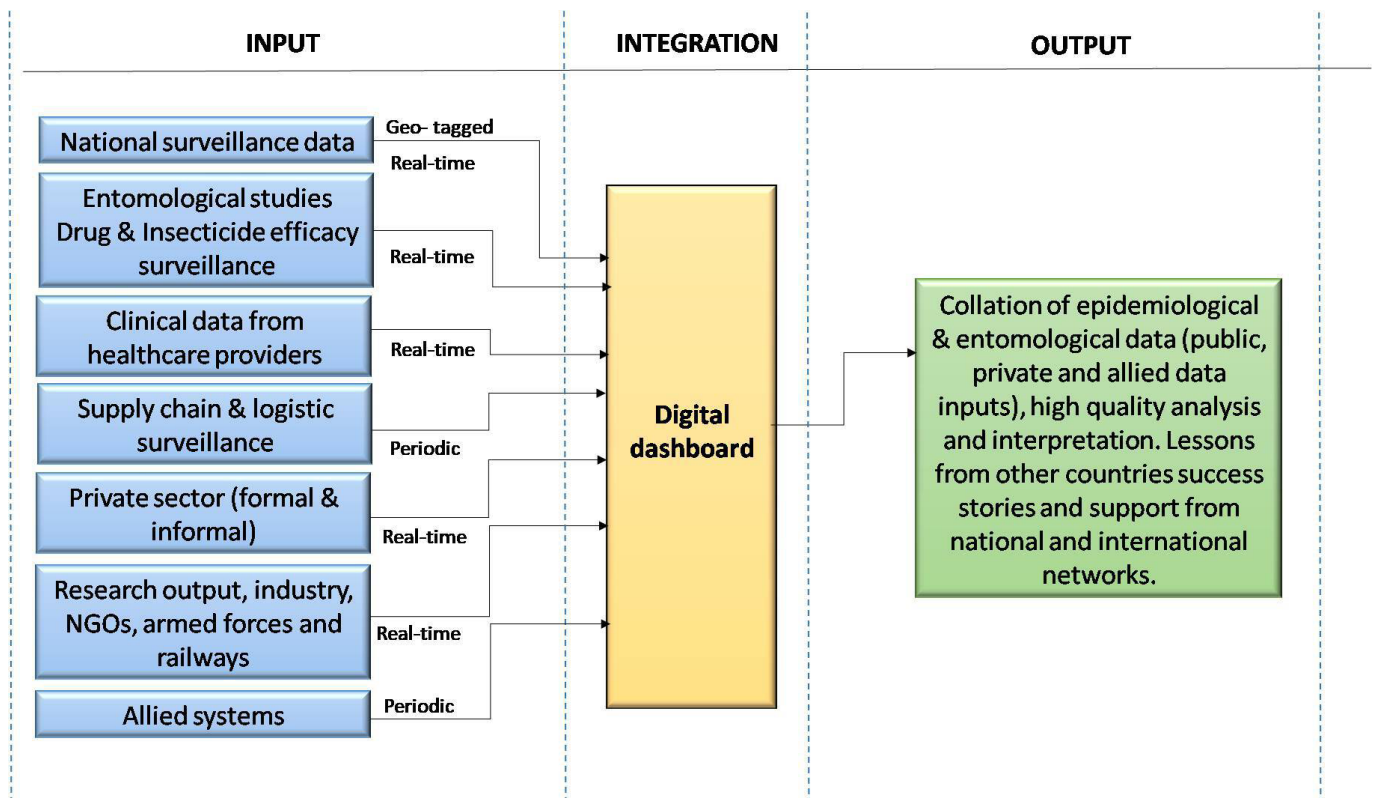 INPUT
INTEGRATION
OUTPUT
National surveillance data
Geo- tagged
Real-time
Entomological studies
Drug & Insecticide efficacy
surveillance
Real-time
Clinical data from
healthcare providers
Real-time
Supply chain & logistic
surveillance
Periodic
Private sector (formal &
informal)
Real-time
Research output, industry,
NGOs, armed forces and
railways
Real-time
Allied systems
Periodic
Digital
dashboard
Collation of epidemiological
& entomological data (public,
private and allied data
inputs), high quality analysis
and interpretation. Lessons
from other countries success
stories and support from
national and international
networks.